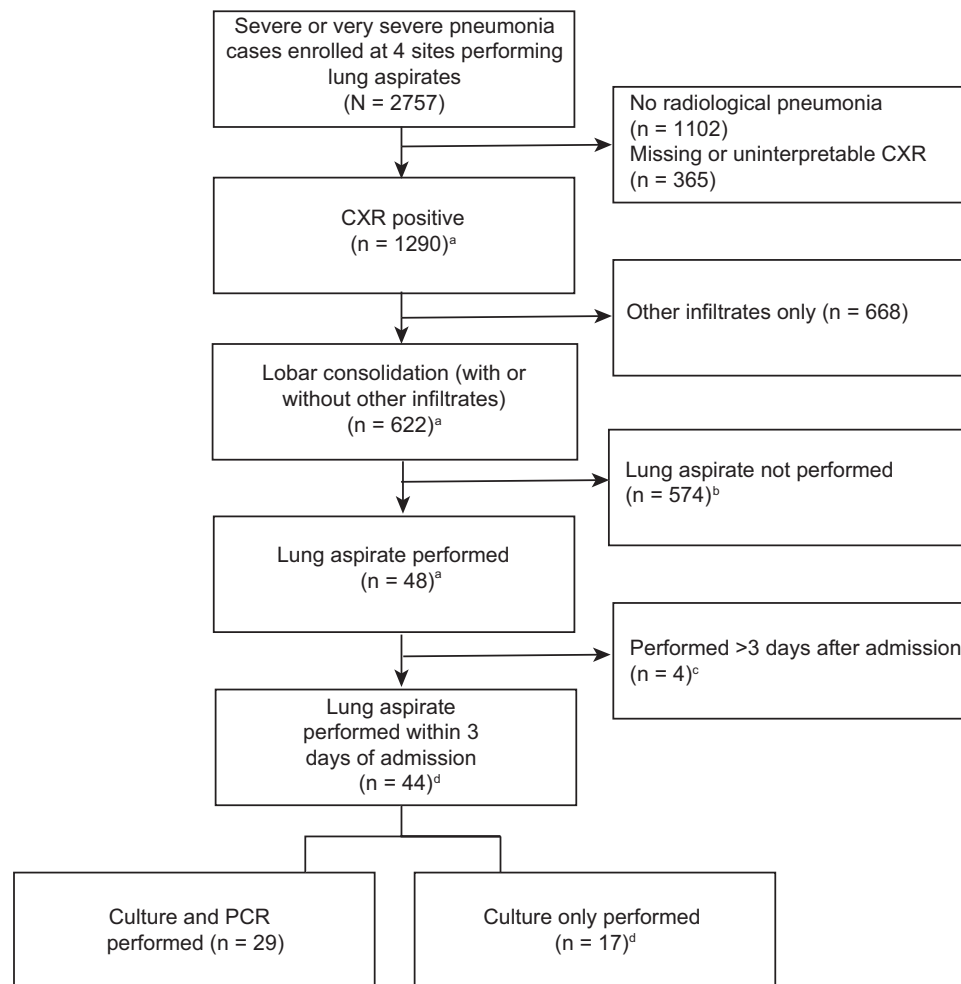 Severe or very severe pneumonia
cases enrolled at 4 sites performing
lung aspirates
(N = 2757)
No radiological pneumonia
(n = 1102)
Missing or uninterpretable CXR
(n = 365)
CXR positive
(n = 1290)ᵃ
Other infiltrates only (n = 668)
Lobar consolidation (with or
without other infiltrates)
(n = 622)ᵃ
Lung aspirate not performed
(n = 574)ᵇ
Lung aspirate performed
(n = 48)ᵃ
Performed >3 days after admission
(n = 4)ᶜ
Lung aspirate
performed within 3
days of admission
(n = 44)ᵈ
Culture and PCR
performed (n = 29)
Culture only performed
(n = 17)ᵈ